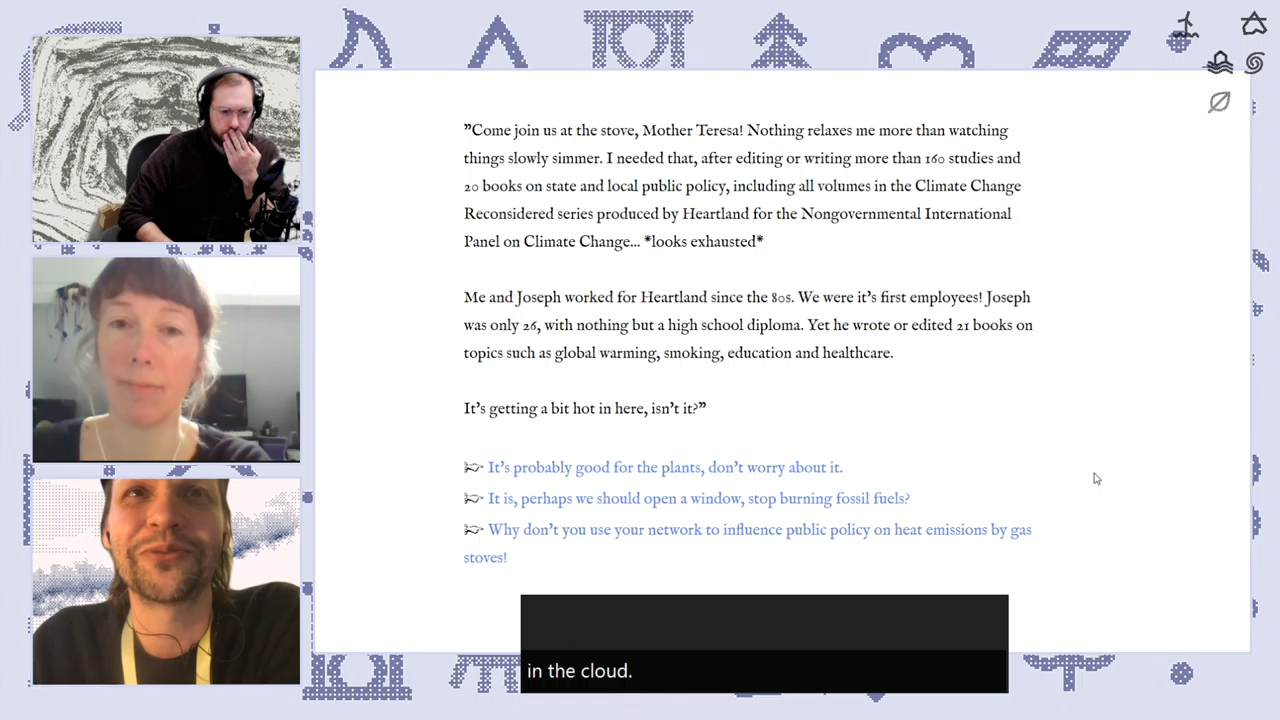 "Come join us at the stove, Mother Teresa! Nothing relaxes me more than watching
things slowly simmer. I needed that, after editing or writing more than 160 studies and
20 books on state and local public policy, including all volumes in the Climate Change
Reconsidered series produced by Heartland for the Nongovernmental International
Panel on Climate Change... *looks exhausted*
Me and Joseph worked for Heartland since the 80s. We were it's first employees! Joseph
was only 26, with nothing but a high school diploma. Yet he wrote or edited 21 books on
topics such as global warming, smoking, education and healthcare.
It's getting a bit hot in here, isn't it?"
It's probably good for the plants, don't worry about it.
It is, perhaps we should open a window, stop burning fossil fuels?
Why don't you use your network to influence public policy on heat emissions by gas
stoves!
in the cloud.